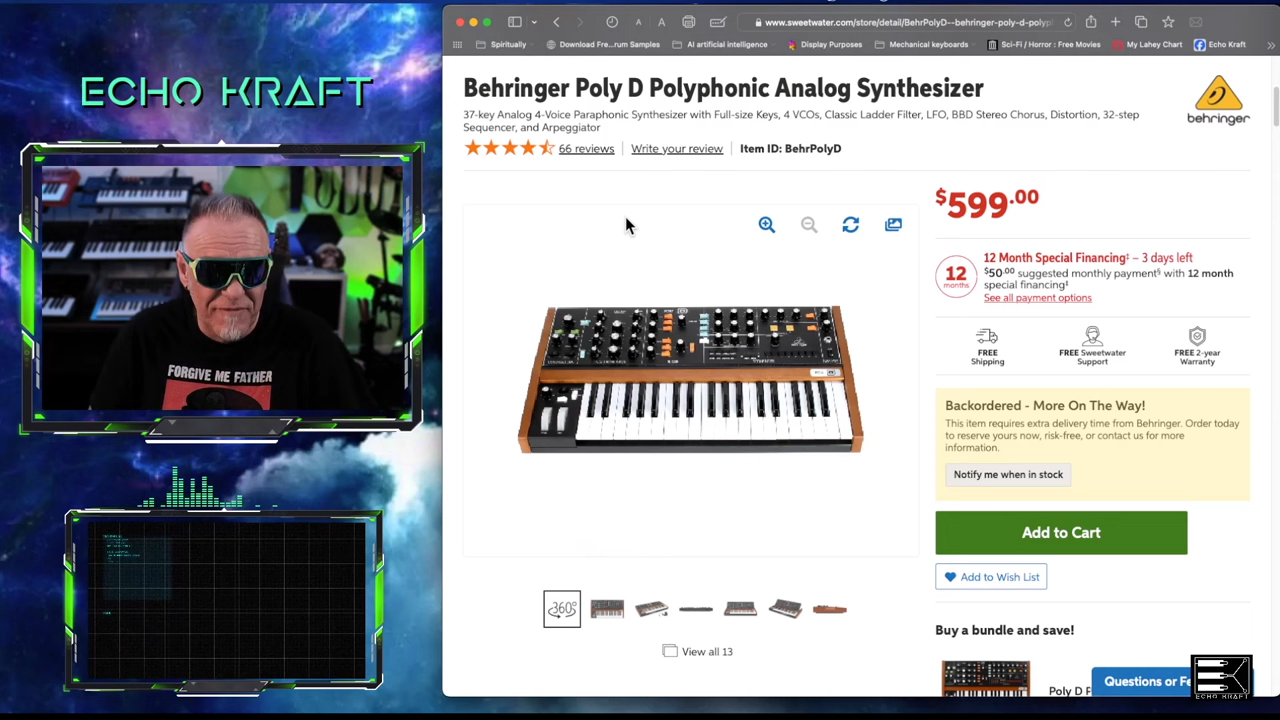 ECHO KRAFT
FORGIVE ME FATHER
www.sweetwater.com/store/detail/BehrPolyD--behringer-poly-d-polyp
Spiritually
Download Fre...rum Samples
AI artificial intelligence
Display Purposes
Mechanical keyboards
Sci-Fi / Horror : Free Movies
My Lahey Chart
Echo Kraft
Behringer Poly D Polyphonic Analog Synthesizer
37-key Analog 4-Voice Paraphonic Synthesizer with Full-size Keys, 4 VCOs, Classic Ladder Filter, LFO, BBD Stereo Chorus, Distortion, 32-step
Sequencer, and Arpeggiator
66 reviews
Write your review
Item ID: BehrPolyD
behringer
$599.00
12 months
12 Month Special Financing‡ – 3 days left
$50.00 suggested monthly payment§ with 12 month
special financing‡
See all payment options
FREE
Shipping
FREE Sweetwater
Support
FREE 2-year
Warranty
Backordered - More On The Way!
This item requires extra delivery time from Behringer. Order today
to reserve yours now, risk-free, or contact us for more
information.
Notify me when in stock
Add to Cart
Add to Wish List
360°
View all 13
Buy a bundle and save!
Poly D P
Questions or Fe
ECHO KRAFT